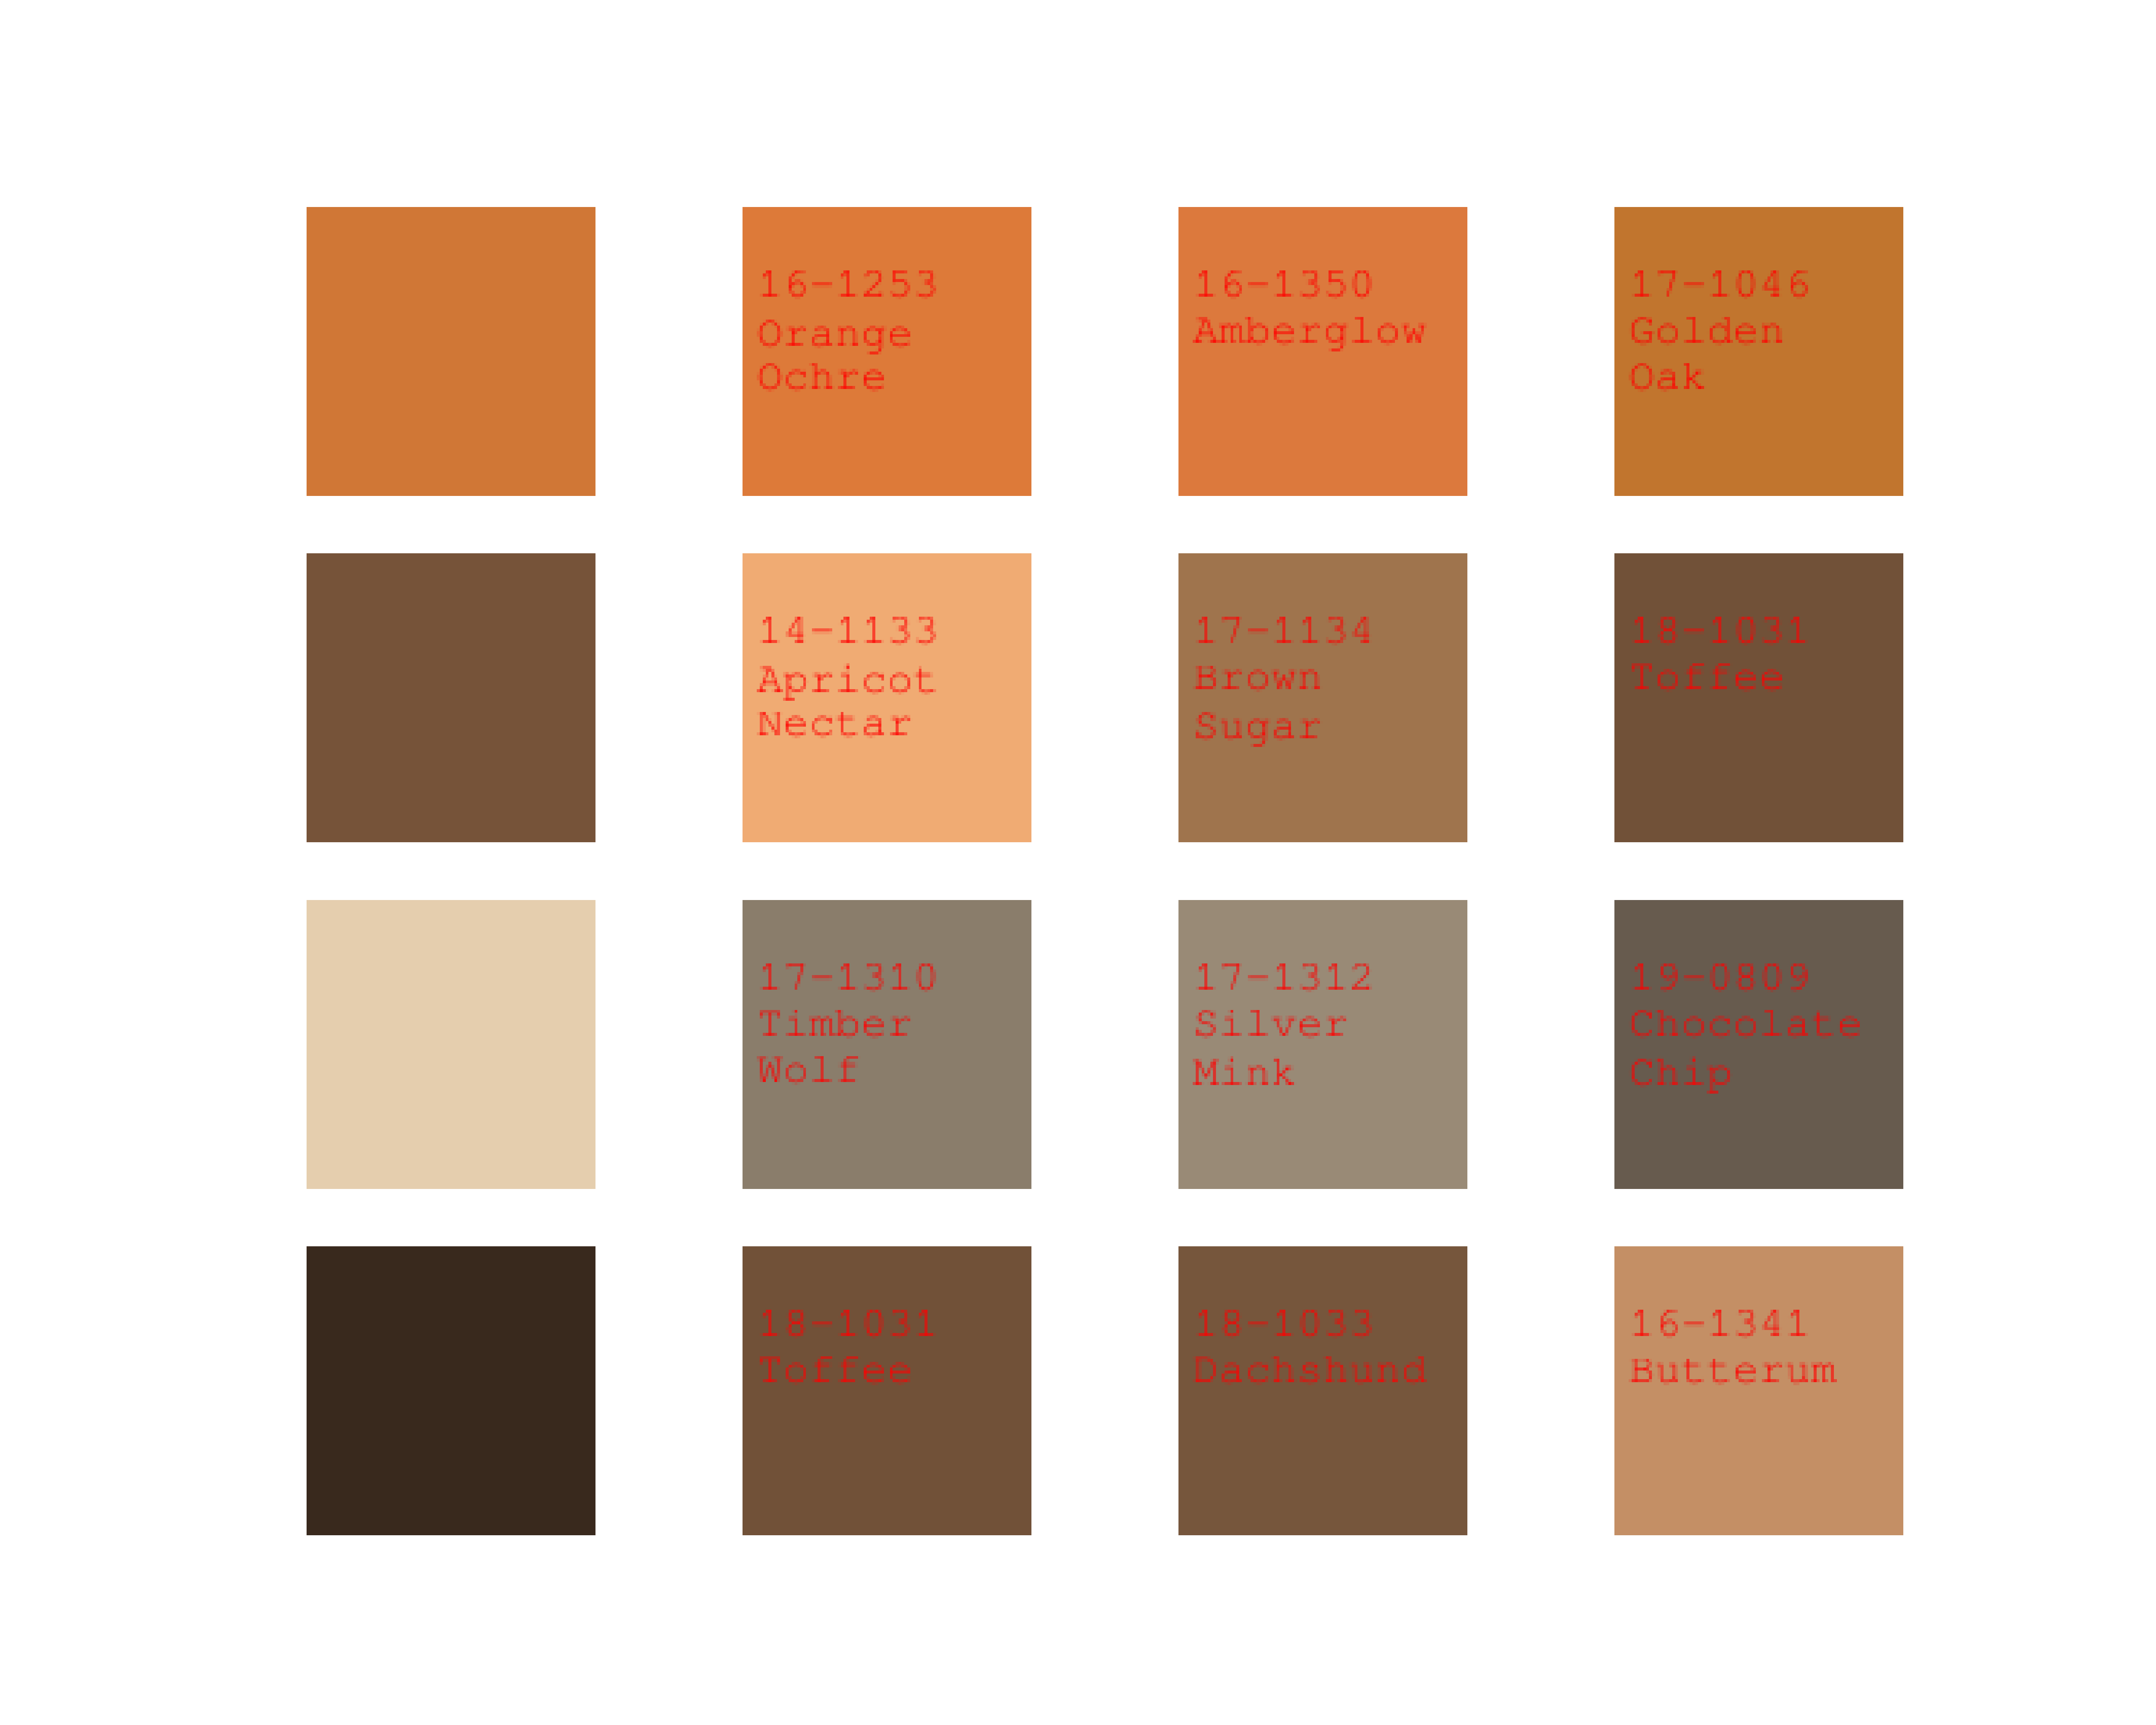 16-1253
Orange
Ochre
16-1350
Amberglow
17-1046
Golden
Oak
14-1133
Apricot
Nectar
17-1134
Brown
Sugar
18-1031
Toffee
17-1310
Timber
Wolf
17-1312
Silver
Mink
19-0809
Chocolate
Chip
18-1031
Toffee
18-1033
Dachshund
16-1341
Butterum